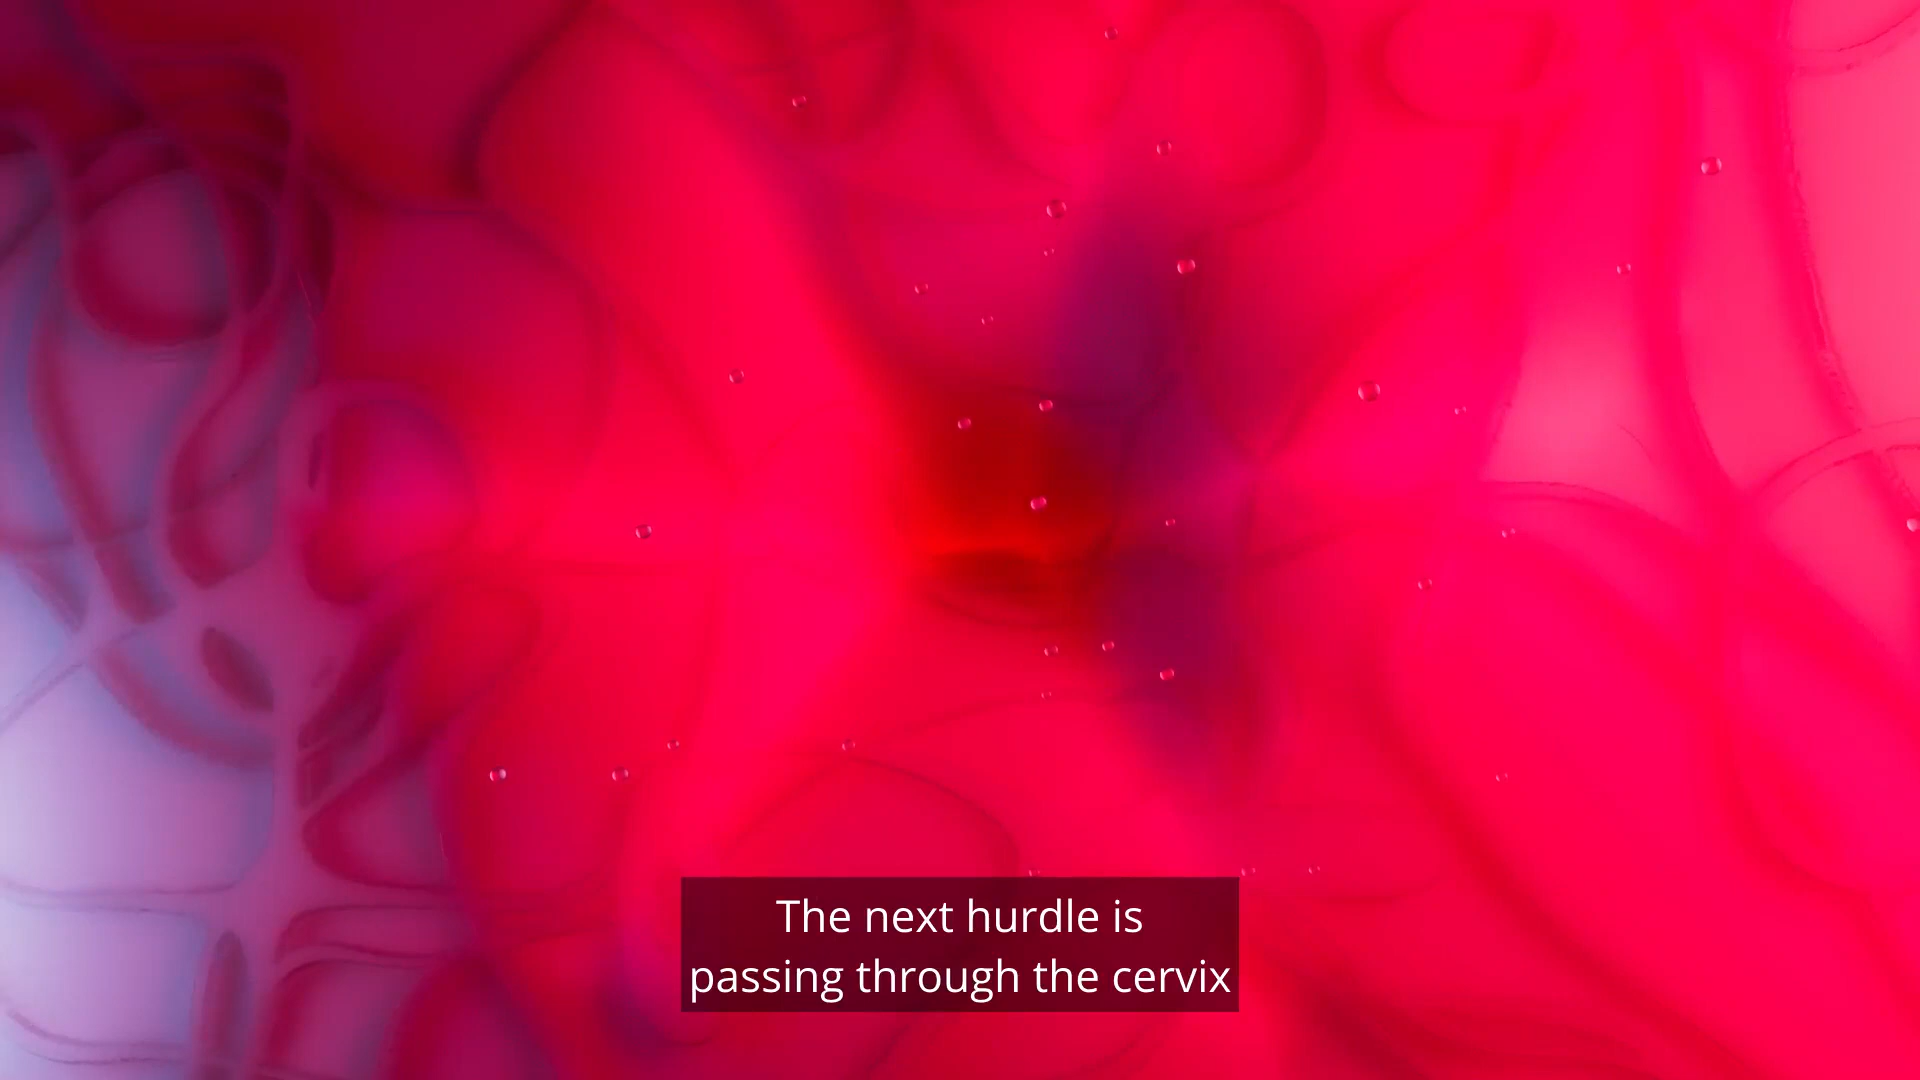 The next hurdle is
passing through the cervix